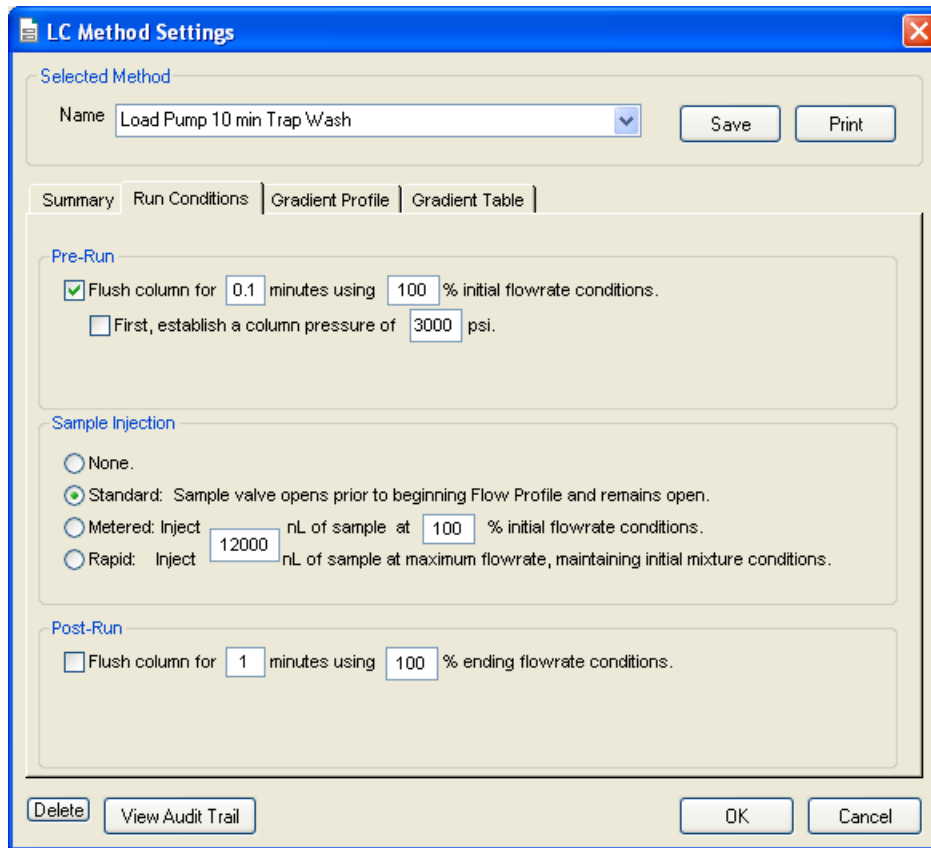 LC Method Settings
Selected Method
Name Load Pump 10 min Trap Wash
Save Print
Summary Run Conditions Gradient Profile Gradient Table
Pre-Run
Flush column for 0.1 minutes using 100 % initial flowrate conditions.
First, establish a column pressure of 3000 psi.
Sample Injection
None.
Standard: Sample valve opens prior to beginning Flow Profile and remains open.
Metered: Inject nL of sample at 100 % initial flowrate conditions.
12000
Rapid: Inject nL of sample at maximum flowrate, maintaining initial mixture conditions.
Post-Run
Flush column for 1 minutes using 100 % ending flowrate conditions.
Delete View Audit Trail OK Cancel